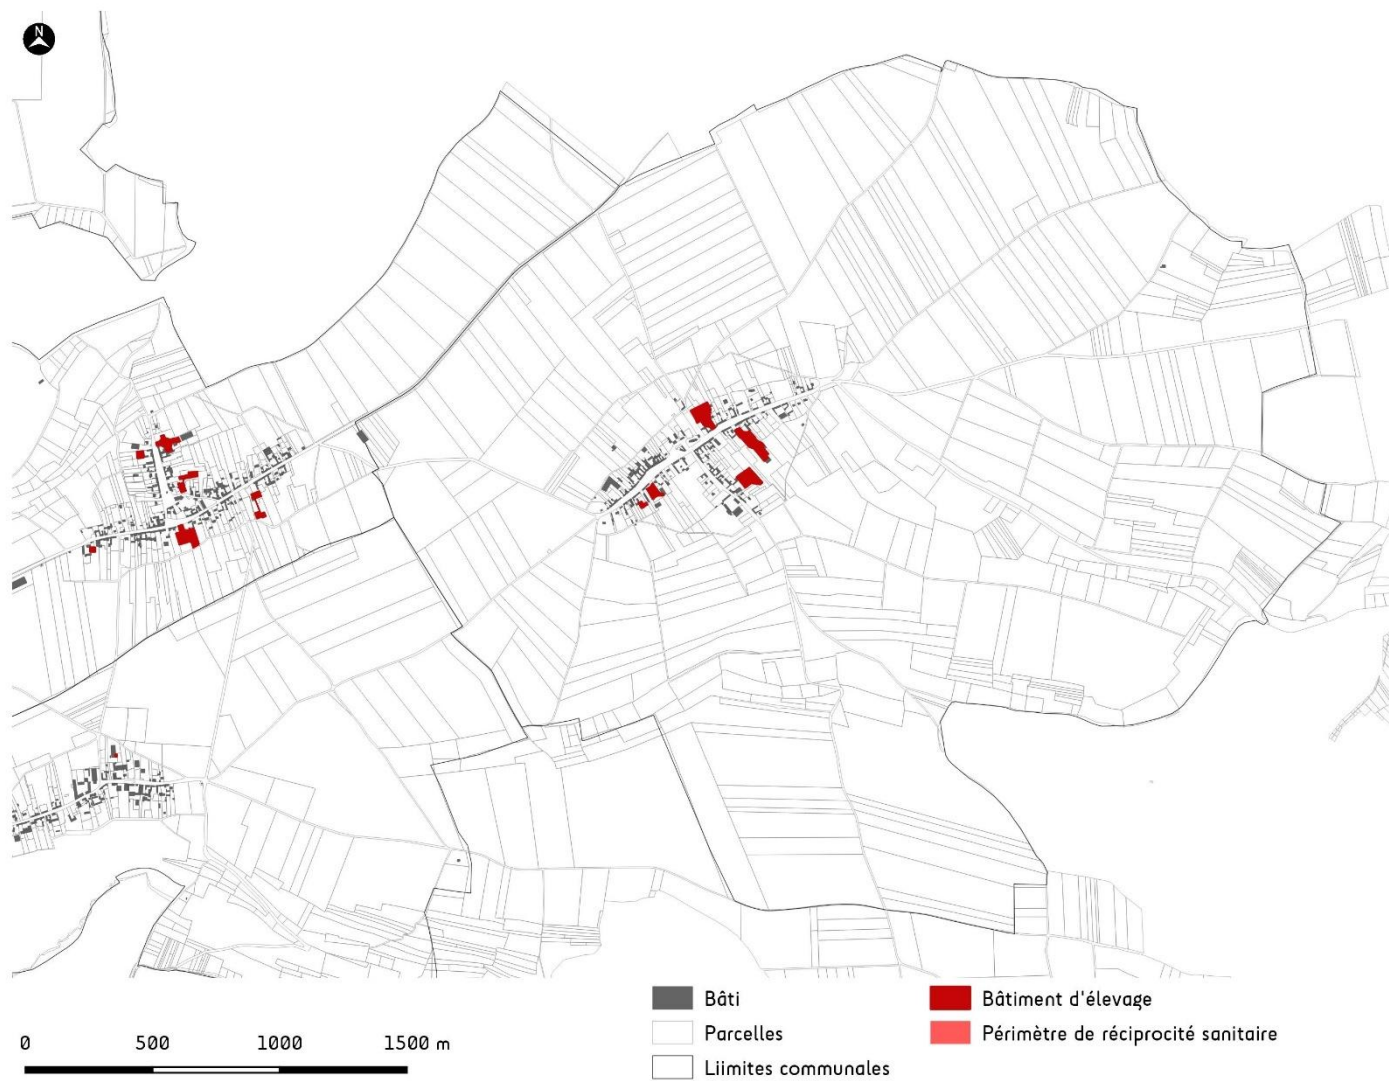 N
0 500 1000 1500 m
Bâti
Parcelles
Liimites communales
Bâtiment d'élevage
Périmètre de réciprocité sanitaire